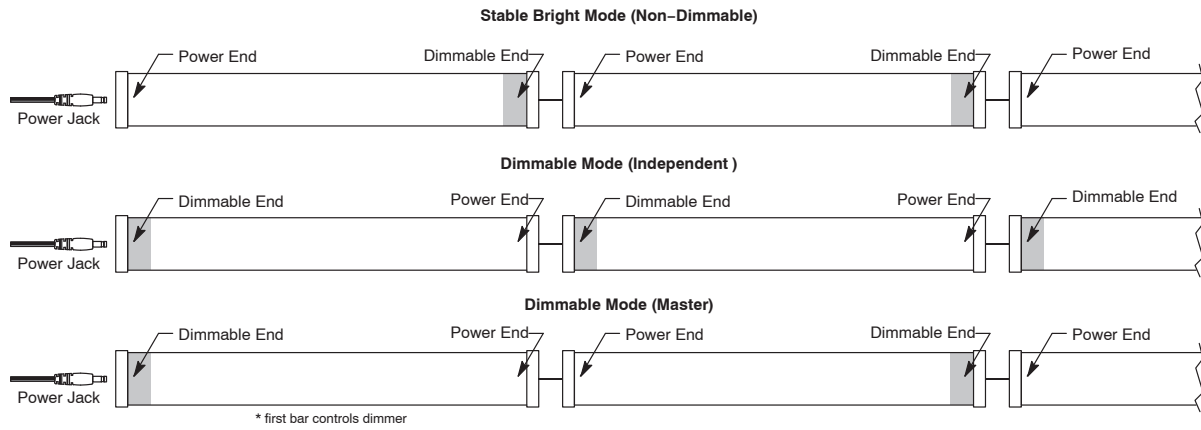 Stable Bright Mode (Non–Dimmable)
Power End
Dimmable End
Power End
Dimmable End
Power End
Power Jack
Dimmable Mode (Independent )
Dimmable End
Power End
Dimmable End
Power End
Dimmable End
Power Jack
Dimmable Mode (Master)
Dimmable End
Power End
Power End
Dimmable End
Power End
Power Jack
* first bar controls dimmer